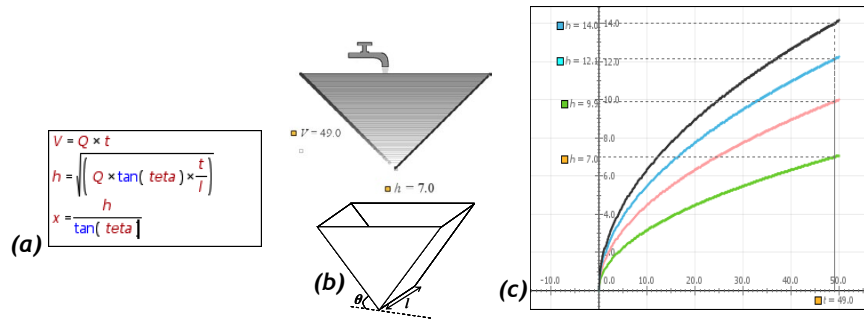 V = Q × t
h = √((Q × tan( teta) × t/l))
x = h/tan( teta)
(a)
V = 49.0
h = 7.0
θ
l
(b)
h = 14.0
h = 12.1
h = 9.9
h = 7.0
14.0
12.0
10.0
8.0
6.0
4.0
2.0
-10.0 0.0 10.0 20.0 30.0 40.0 50.0
t = 49.0
(c)